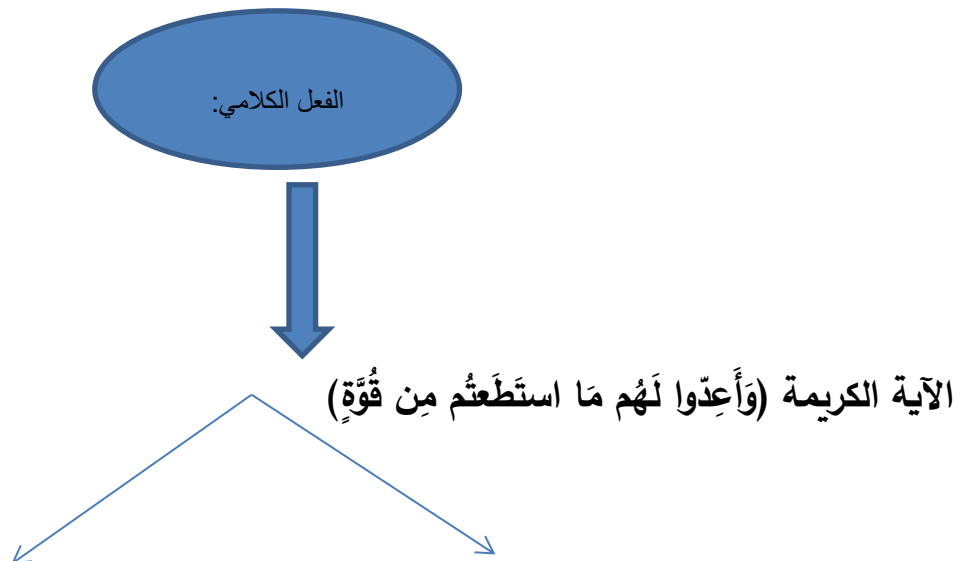 الفعل الكلامي:
الآية الكريمة (وَأَعِدّوا لَهُم مَا استَطَعتُم مِن قُوَّةٍ)